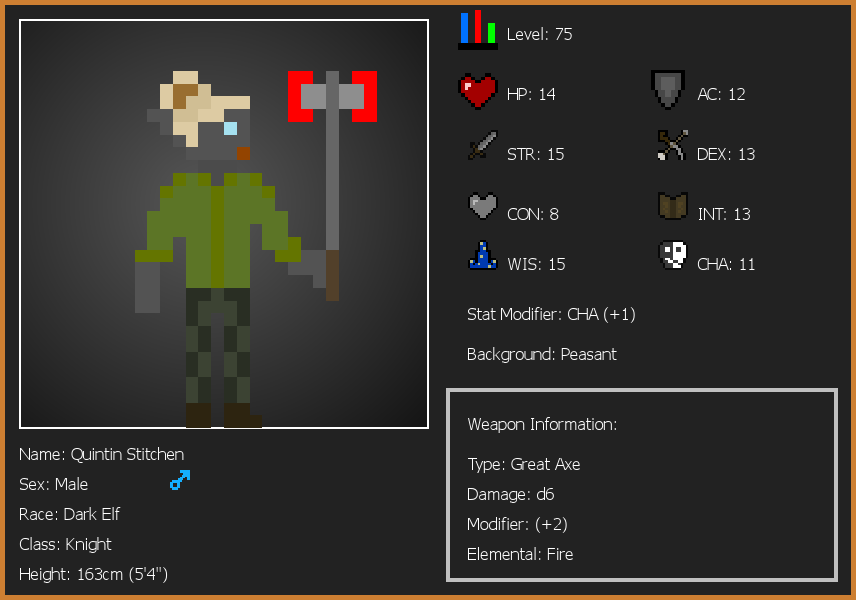 Level: 75
HP: 14
AC: 12
STR: 15
DEX: 13
CON: 8
INT: 13
WIS: 15
CHA: 11
Stat Modifier: CHA (+1)
Background: Peasant
Weapon Information:
Type: Great Axe
Damage: d6
Modifier: (+2)
Elemental: Fire
Name: Quintin Stitchen
Sex: Male
Race: Dark Elf
Class: Knight
Height: 163cm (5'4")